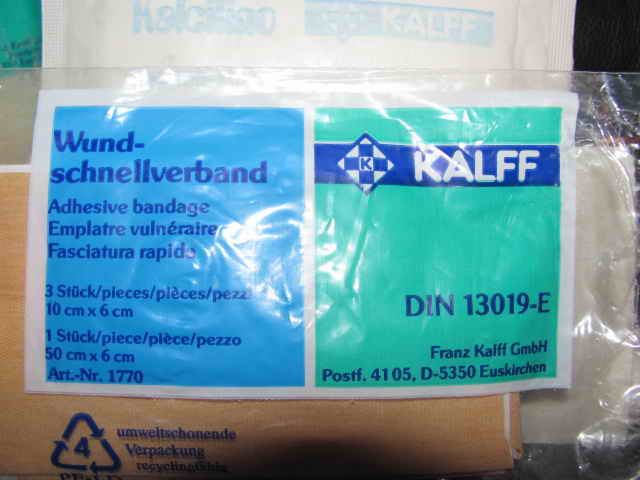 KALFF
Wund-
schnellverband
Adhesive bandage
Emplatre vulnéraire
Fasciatura rapida
3 Stück/pieces/pièces/pezzi
10 cm x 6 cm
1 Stück/piece/pièce/pezzo
50 cm x 6 cm
Art.-Nr. 1770
K KALFF
DIN 13019-E
Franz Kalff GmbH
Postf. 4105, D-5350 Euskirchen
4
umweltschonende
Verpackung
recyclingfähig